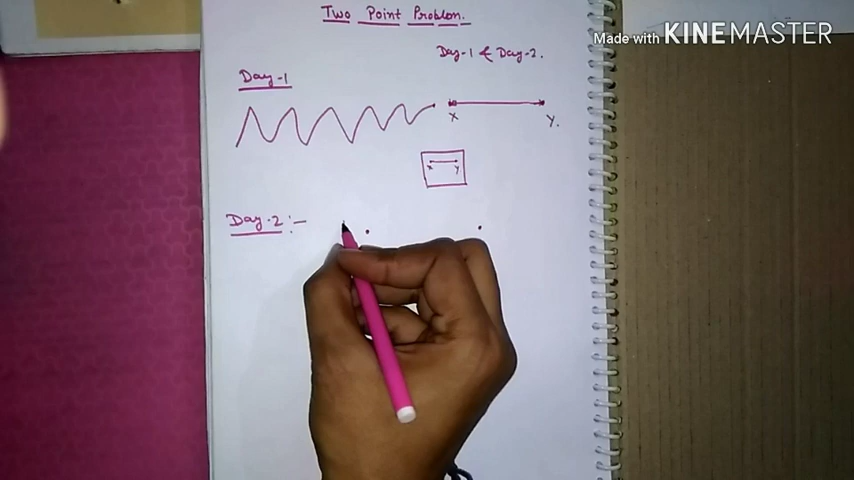 Made with KINEMASTER
Two Point Problem.
Day-1 & Day-2.
Day-1
X Y.
x y
Day-2:-